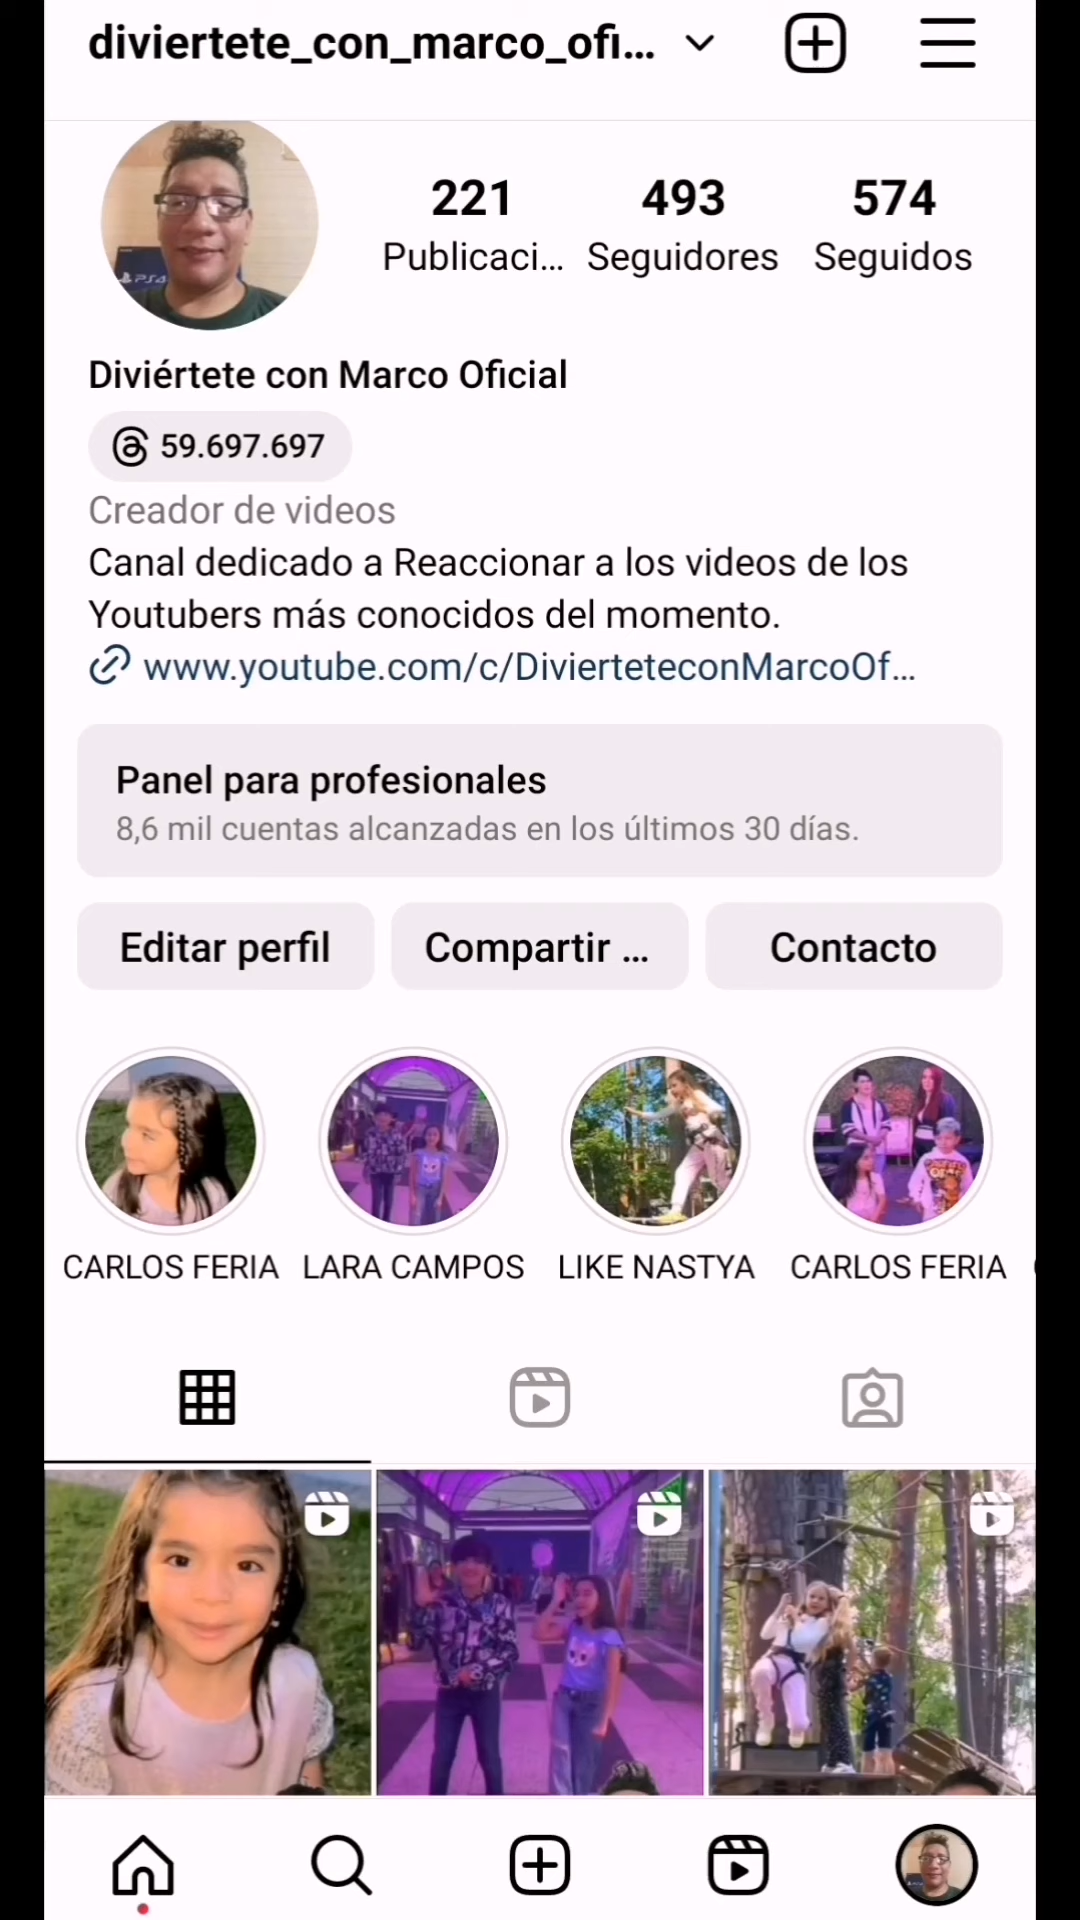 diviertete_con_marco_ofi...
221
493
574
Publicaci...
Seguidores
Seguidos
PS4
Diviértete con Marco Oficial
59.697.697
Creador de videos
Canal dedicado a Reaccionar a los videos de los
Youtubers más conocidos del momento.
www.youtube.com/c/DivierteteconMarcoOf...
Panel para profesionales
8,6 mil cuentas alcanzadas en los últimos 30 días.
Editar perfil
Compartir ...
Contacto
CARLOS FERIA
LARA CAMPOS
LIKE NASTYA
CARLOS FERIA